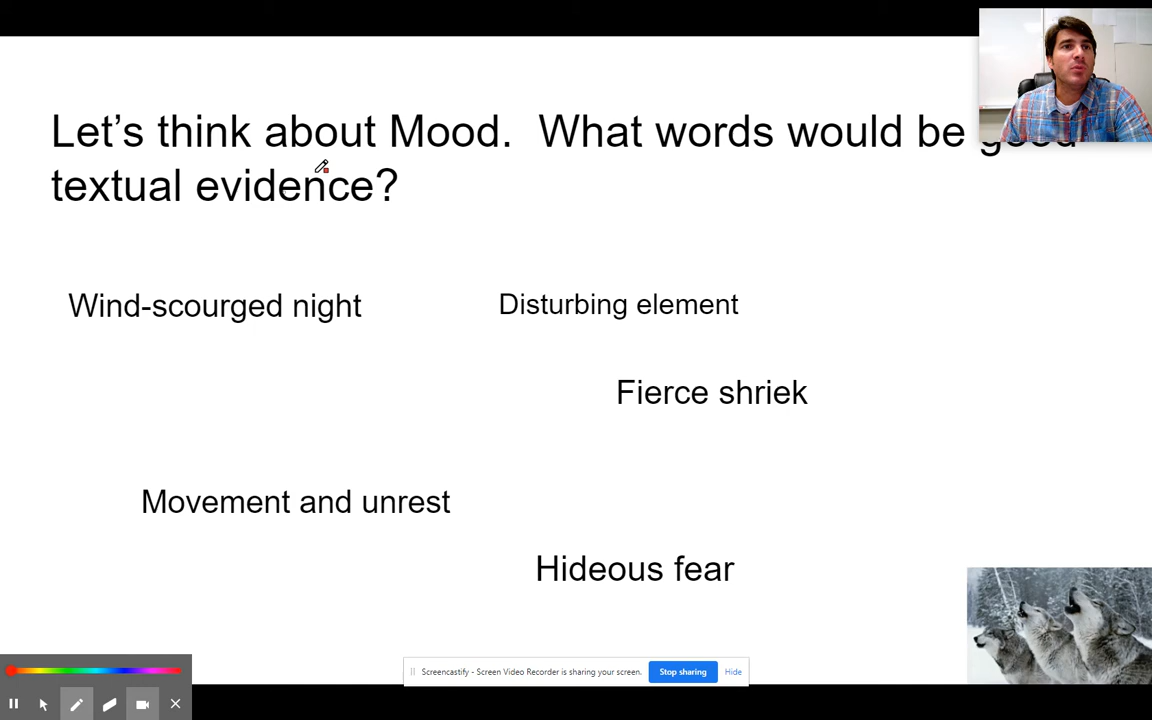 Let's think about Mood. What words would be good
textual evidence?
Wind-scourged night
Disturbing element
Fierce shriek
Movement and unrest
Hideous fear
Screencastify - Screen Video Recorder is sharing your screen.
Stop sharing
Hide